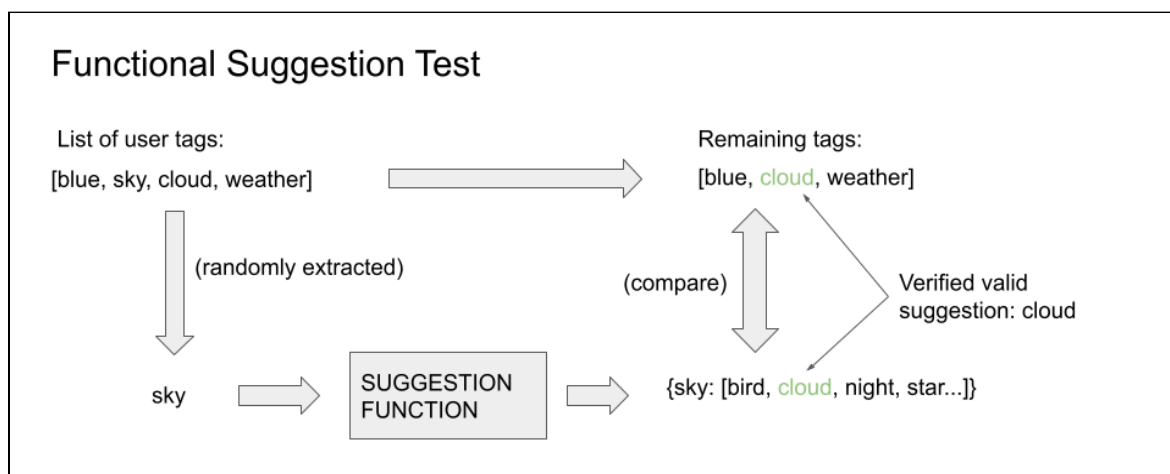 Functional Suggestion Test
List of user tags:
[blue, sky, cloud, weather]
Remaining tags:
[blue, cloud, weather]
(randomly extracted)
(compare)
Verified valid
suggestion: cloud
sky
SUGGESTION
FUNCTION
{sky: [bird, cloud, night, star...]}